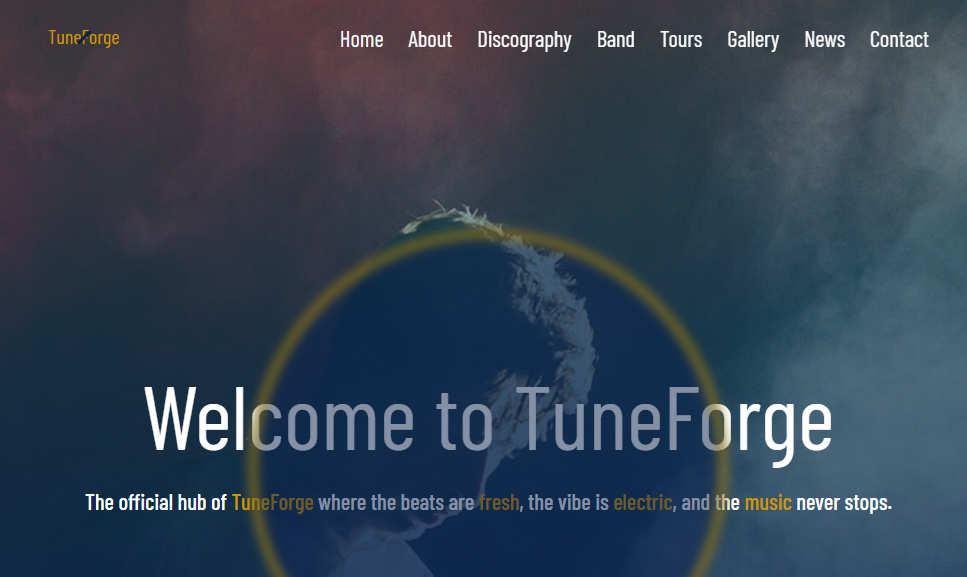 TuneForge
Home About Discography Band Tours Gallery News Contact
Welcome to TuneForge
The official hub of TuneForge where the beats are fresh, the vibe is electric, and the music never stops.